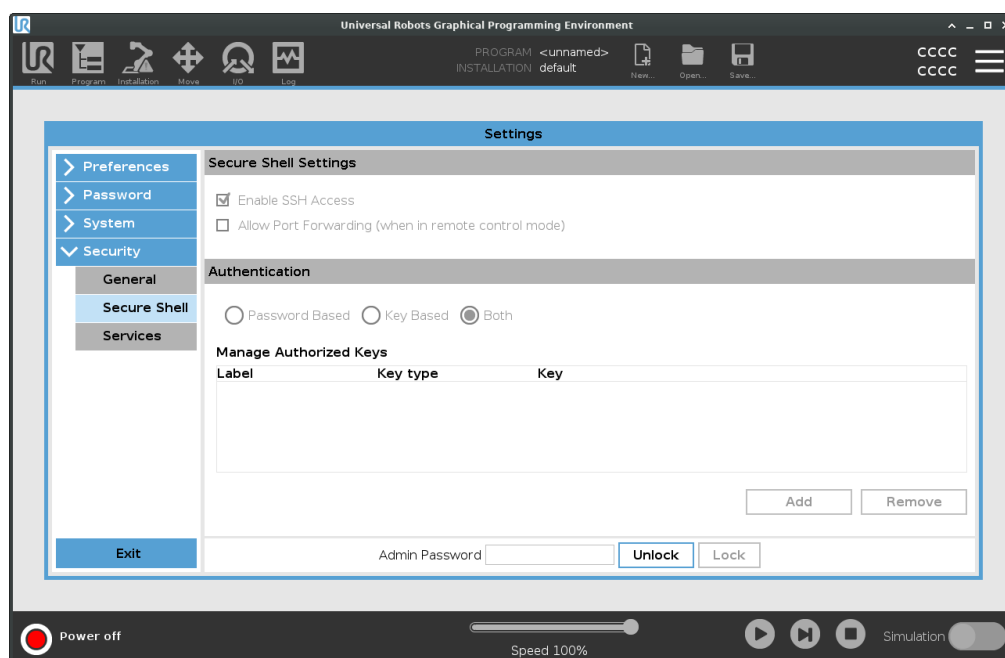 UR
Universal Robots Graphical Programming Environment
UR
Run
Program
Installation
Move
I/O
Log
PROGRAM <unnamed>
INSTALLATION default
New...
Open...
Save...
CCCC
CCCC
Settings
Preferences
Password
System
Security
General
Secure Shell
Services
Exit
Secure Shell Settings
Enable SSH Access
Allow Port Forwarding (when in remote control mode)
Authentication
Password Based Key Based Both
Manage Authorized Keys
Label Key type Key
Add Remove
Admin Password Unlock Lock
Power off
Speed 100%
Simulation